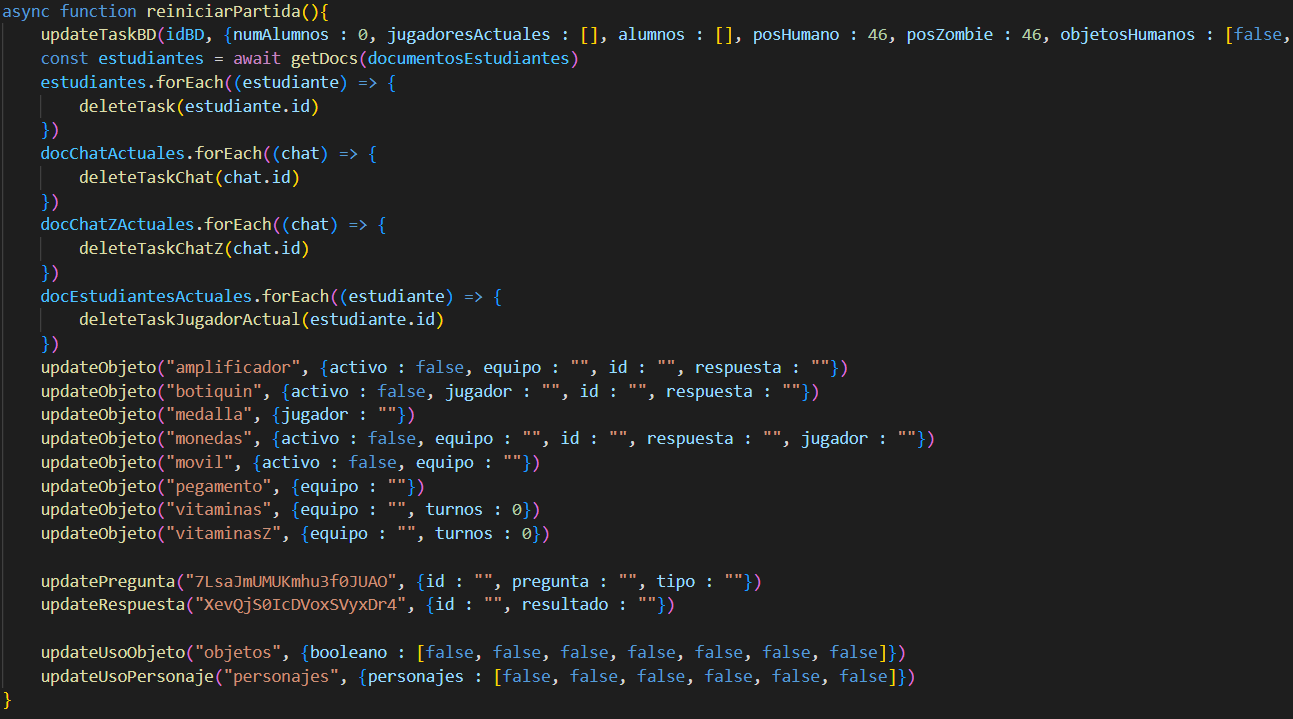 async function reiniciarPartida(){
updateTaskBD(idBD, {numAlumnos : 0, jugadoresActuales : [], alumnos : [], posHumano : 46, posZombie : 46, objetosHumanos : [false,
const estudiantes = await getDocs(documentosEstudiantes)
estudiantes.forEach((estudiante) => {
deleteTask(estudiante.id)
})
docChatActuales.forEach((chat) => {
deleteTaskChat(chat.id)
})
docChatZActuales.forEach((chat) => {
deleteTaskChatZ(chat.id)
})
docEstudiantesActuales.forEach((estudiante) => {
deleteTaskJugadorActual(estudiante.id)
})
updateObjeto("amplificador", {activo : false, equipo : "", id : "", respuesta : ""})
updateObjeto("botiquin", {activo : false, jugador : "", id : "", respuesta : ""})
updateObjeto("medalla", {jugador : ""})
updateObjeto("monedas", {activo : false, equipo : "", id : "", respuesta : "", jugador : ""})
updateObjeto("movil", {activo : false, equipo : ""})
updateObjeto("pegamento", {equipo : ""})
updateObjeto("vitaminas", {equipo : "", turnos : 0})
updateObjeto("vitaminasZ", {equipo : "", turnos : 0})
updatePregunta("7LsaJmUMUKmhu3f0JUAO", {id : "", pregunta : "", tipo : ""})
updateRespuesta("XevQjS0IcDVoxSVyxDr4", {id : "", resultado : ""})
updateUsoObjeto("objetos", {booleano : [false, false, false, false, false, false, false]})
updateUsoPersonaje("personajes", {personajes : [false, false, false, false, false, false]})
}